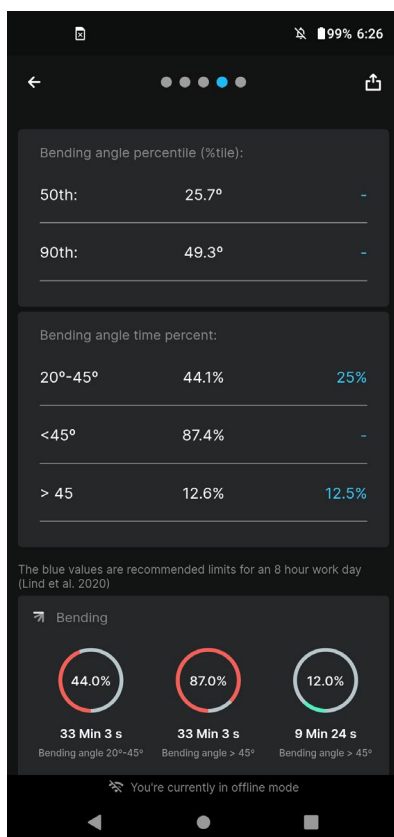 99% 6:26
Bending angle percentile (%tile):
50th: 25.7º -
90th: 49.3º -
Bending angle time percent:
20º-45º 44.1% 25%
<45º 87.4% -
> 45 12.6% 12.5%
The blue values are recommended limits for an 8 hour work day
(Lind et al. 2020)
Bending
44.0% 87.0% 12.0%
33 Min 3 s 33 Min 3 s 9 Min 24 s
Bending angle 20º-45º Bending angle > 45º Bending angle > 45º
You're currently in offline mode